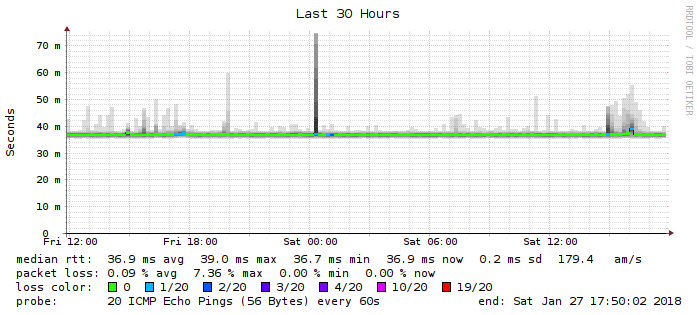 Last 30 Hours
RRDTOOL / TOBI OETIKER
Seconds
70 m
60 m
50 m
40 m
30 m
20 m
10 m
0
Fri 12:00 Fri 18:00 Sat 00:00 Sat 06:00 Sat 12:00
median rtt: 36.9 ms avg 39.0 ms max 36.7 ms min 36.9 ms now 0.2 ms sd 179.4 am/s
packet loss: 0.09 % avg 7.36 % max 0.00 % min 0.00 % now
loss color: 0 1/20 2/20 3/20 4/20 10/20 19/20
probe: 20 ICMP Echo Pings (56 Bytes) every 60s end: Sat Jan 27 17:50:02 2018